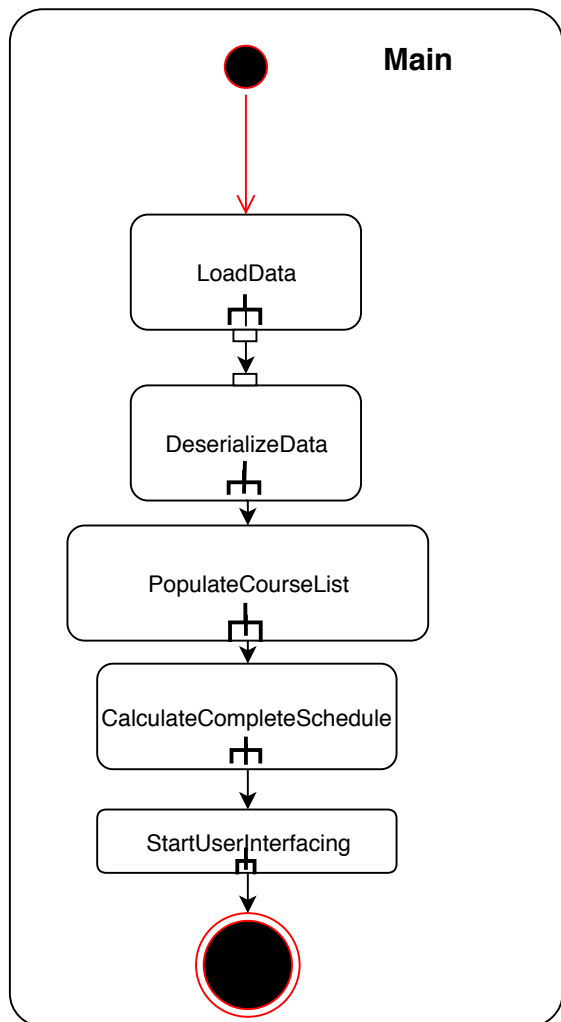 Main
LoadData
DeserializeData
PopulateCourseList
CalculateCompleteSchedule
StartUserInterfacing